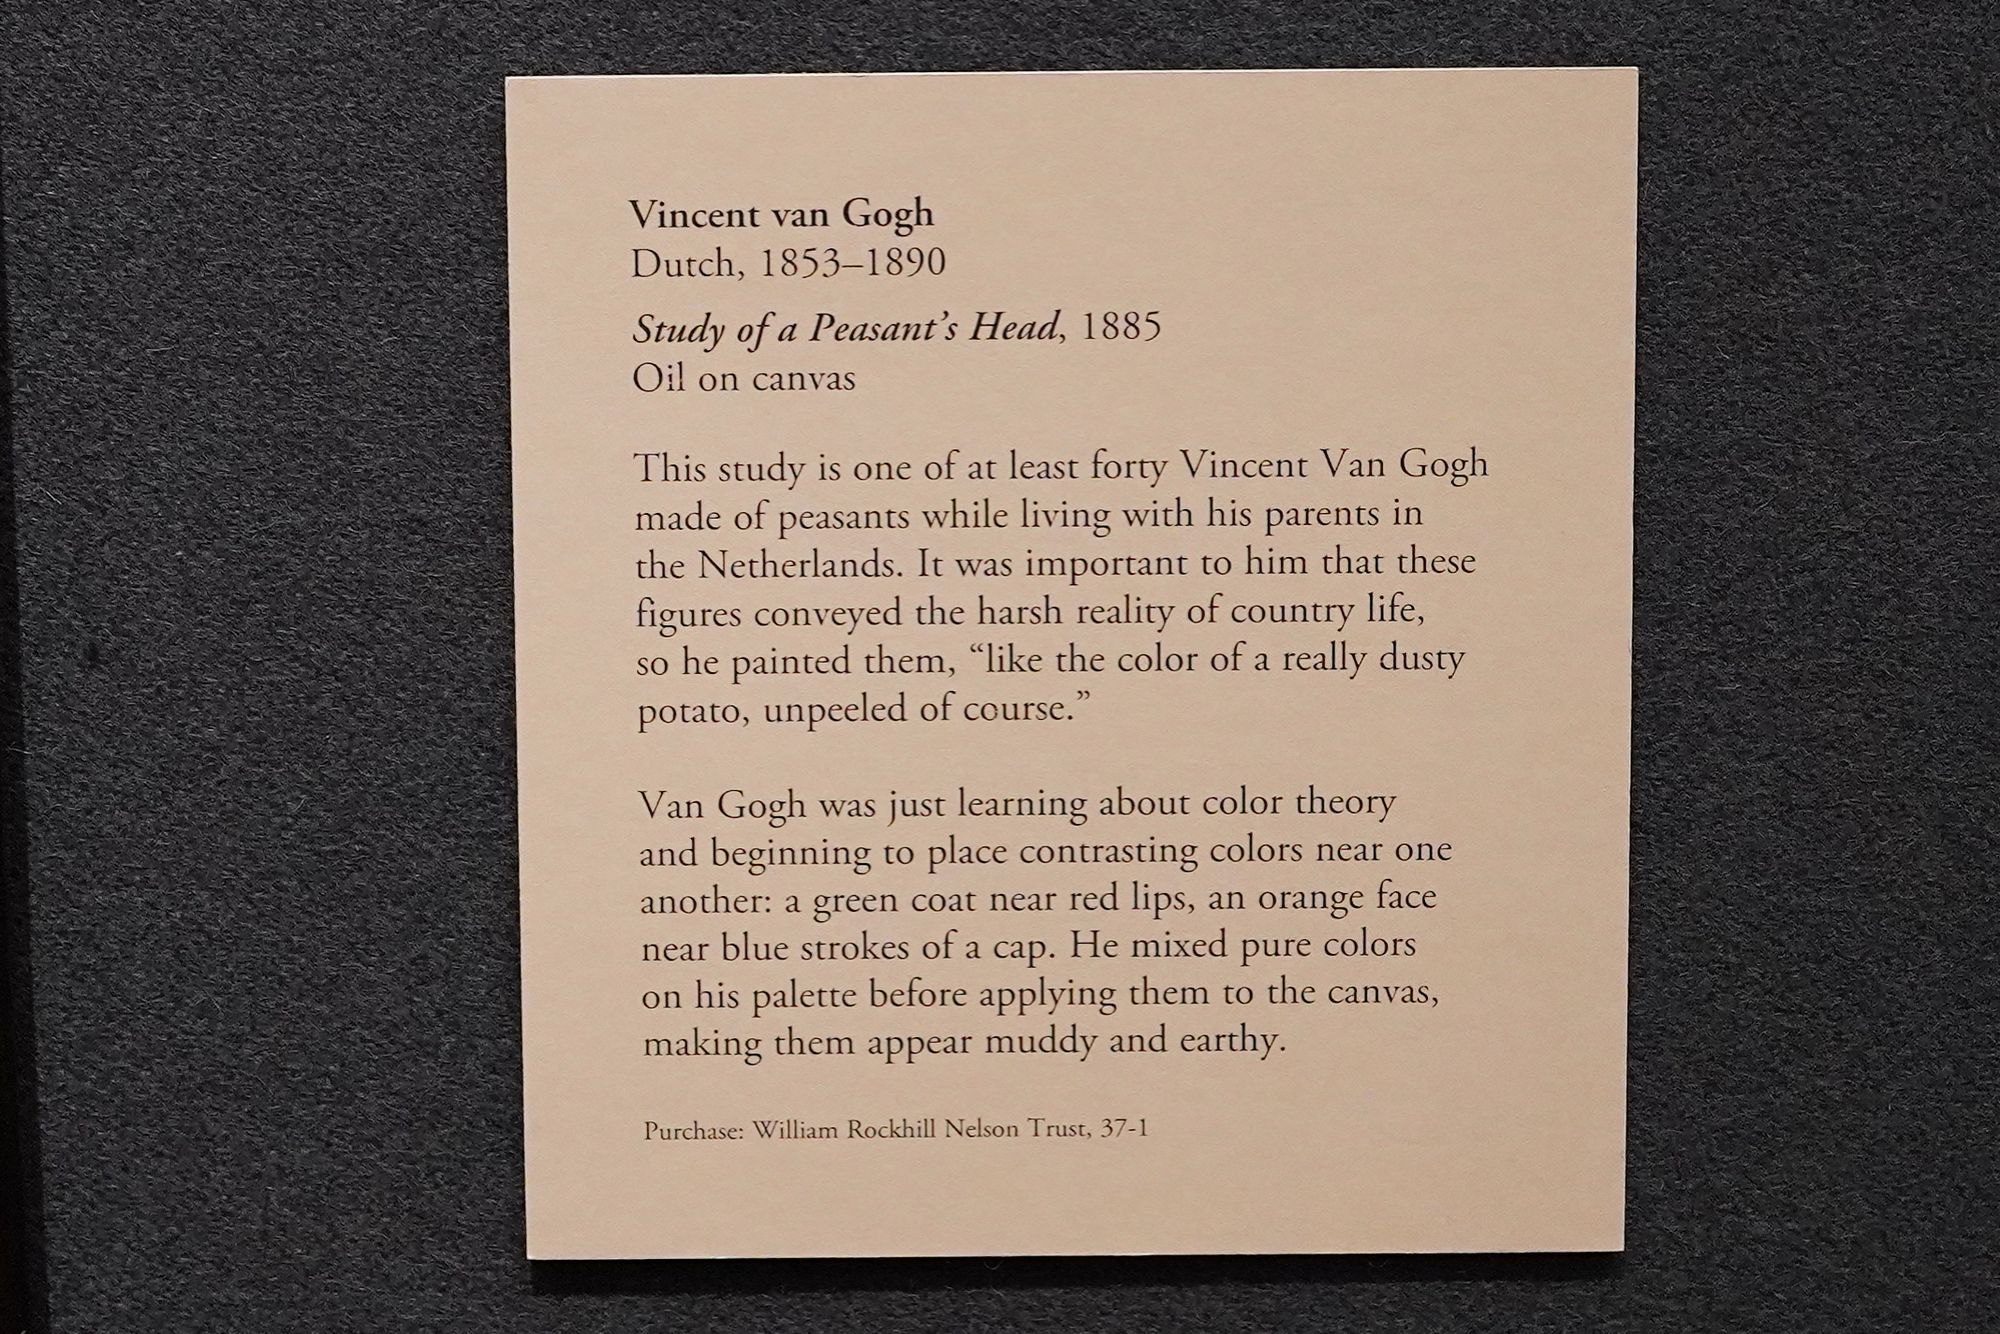 Vincent van Gogh
Dutch, 1853–1890
Study of a Peasant’s Head, 1885
Oil on canvas
This study is one of at least forty Vincent Van Gogh
made of peasants while living with his parents in
the Netherlands. It was important to him that these
figures conveyed the harsh reality of country life,
so he painted them, “like the color of a really dusty
potato, unpeeled of course.”
Van Gogh was just learning about color theory
and beginning to place contrasting colors near one
another: a green coat near red lips, an orange face
near blue strokes of a cap. He mixed pure colors
on his palette before applying them to the canvas,
making them appear muddy and earthy.
Purchase: William Rockhill Nelson Trust, 37-1